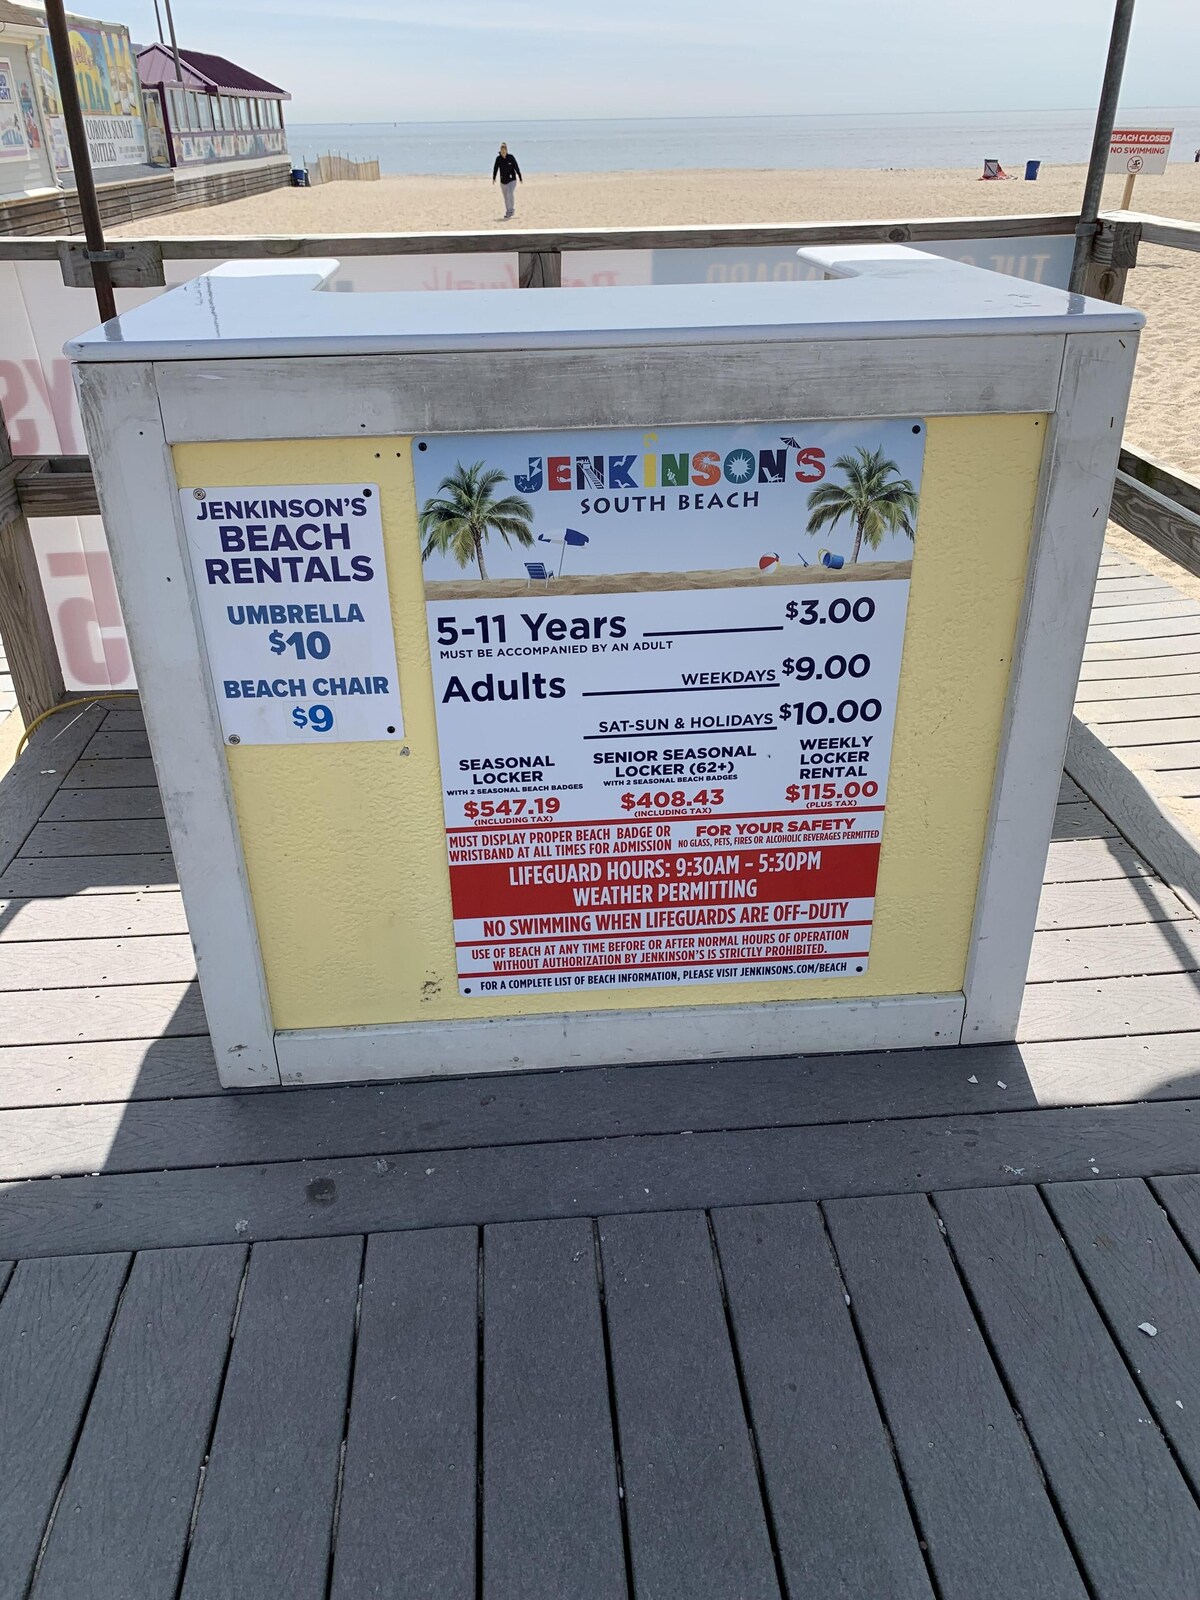 CORONA SUNSET
BOTTLES
BEACH CLOSED
NO SWIMMING
JENKINSON'S
BEACH
RENTALS
UMBRELLA
$10
BEACH CHAIR
$9
JENKINSON'S
SOUTH BEACH
5-11 Years $3.00
MUST BE ACCOMPANIED BY AN ADULT
Adults WEEKDAYS $9.00
SAT-SUN & HOLIDAYS $10.00
SEASONAL
LOCKER
WITH 2 SEASONAL BEACH BADGES
$547.19
(INCLUDING TAX)
SENIOR SEASONAL
LOCKER (62+)
WITH 2 SEASONAL BEACH BADGES
$408.43
(INCLUDING TAX)
WEEKLY
LOCKER
RENTAL
$115.00
(PLUS TAX)
MUST DISPLAY PROPER BEACH BADGE OR
WRISTBAND AT ALL TIMES FOR ADMISSION
FOR YOUR SAFETY
NO GLASS, PETS, FIRES OR ALCOHOLIC BEVERAGES PERMITTED
LIFEGUARD HOURS: 9:30AM - 5:30PM
WEATHER PERMITTING
NO SWIMMING WHEN LIFEGUARDS ARE OFF-DUTY
USE OF BEACH AT ANY TIME BEFORE OR AFTER NORMAL HOURS OF OPERATION
WITHOUT AUTHORIZATION BY JENKINSON'S IS STRICTLY PROHIBITED.
FOR A COMPLETE LIST OF BEACH INFORMATION, PLEASE VISIT JENKINSONS.COM/BEACH